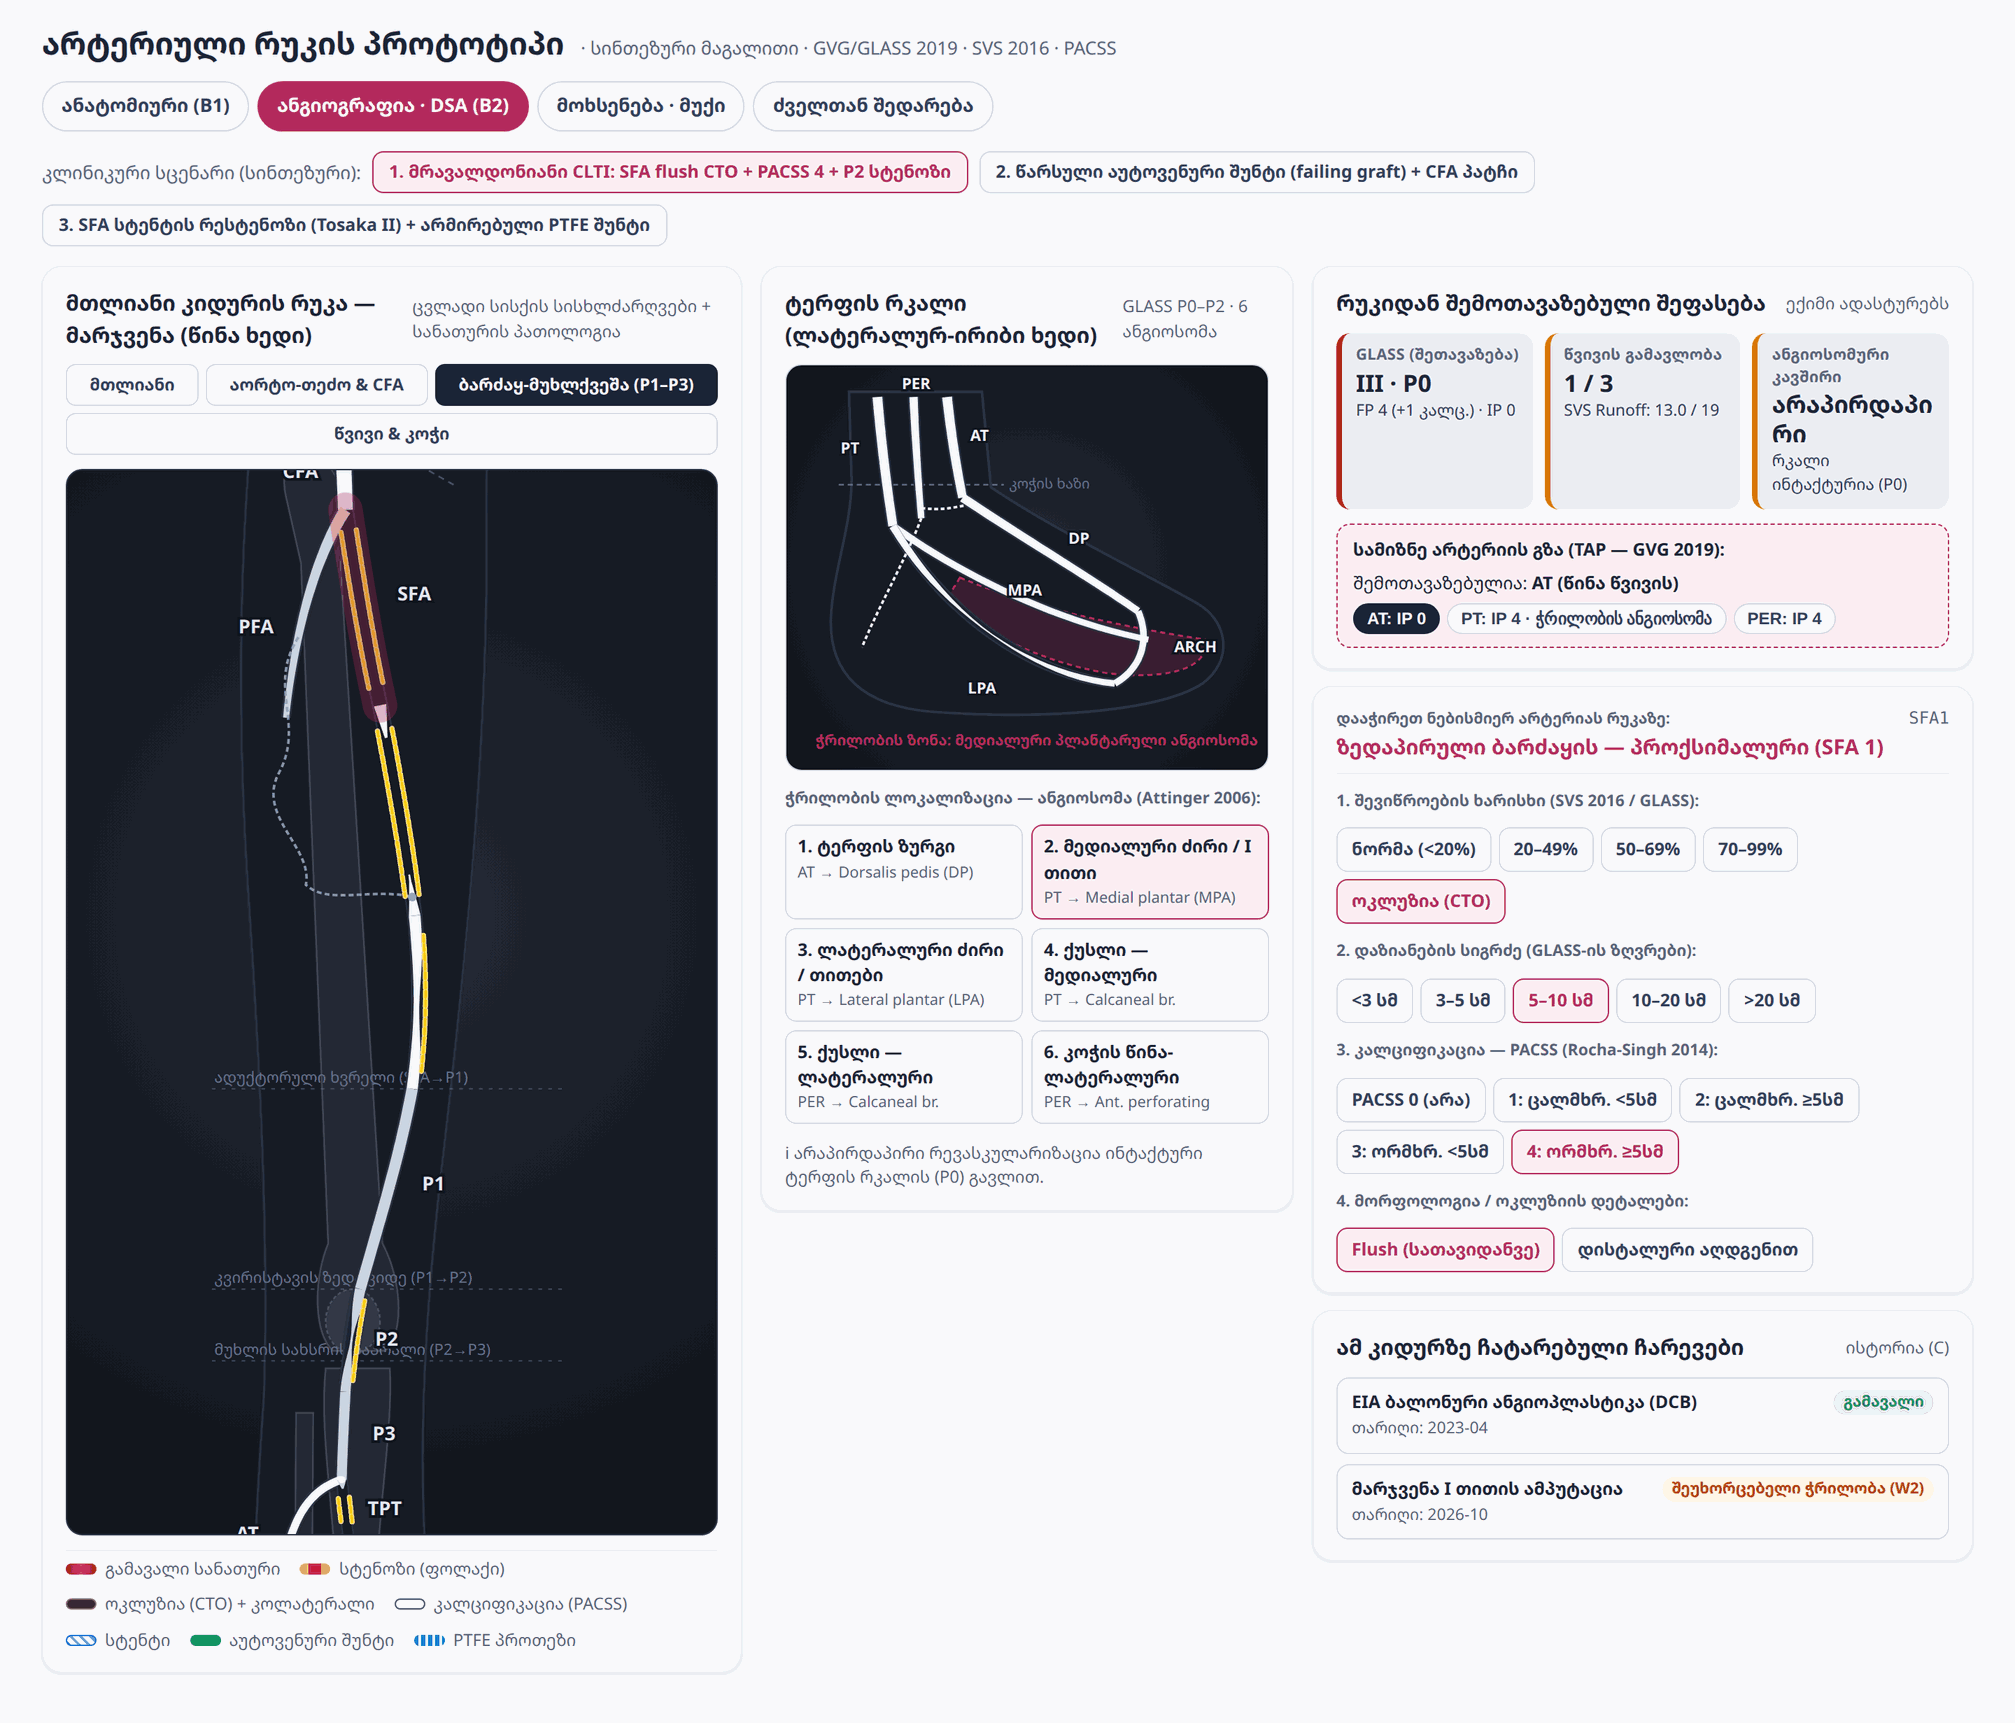 არტერიული რუკის პროტოტიპი · სინთეზური მაგალითი · GVG/GLASS 2019 · SVS 2016 · PACSS
ანატომიური (B1)
ანგიოგრაფია · DSA (B2)
მოხსენება · მუქი
ძველთან შედარება
კლინიკური სცენარი (სინთეზური):
1. მრავალდონიანი CLTI: SFA flush CTO + PACSS 4 + P2 სტენოზი
2. წარსული აუტოვენური შუნტი (failing graft) + CFA პატჩი
3. SFA სტენტის რესტენოზი (Tosaka II) + არმირებული PTFE შუნტი
მთლიანი კიდურის რუკა —
მარჯვენა (წინა ხედი)
ცვლადი სისქის სისხლძარღვები +
სანათურის პათოლოგია
მთლიანი
აორტო-თეძო & CFA
ბარძაყ-მუხლქვეშა (P1–P3)
წვივი & კოჭი
CFA
SFA
PFA
ადუქტორული ხვრელი (SFA→P1)
P1
(P1→P2)
P2
(P2→P3)
P3
TPT
AT
გამავალი სანათური
სტენოზი (ფოლაქი)
ოკლუზია (CTO) + კოლატერალი
კალციფიკაცია (PACSS)
სტენტი
აუტოვენური შუნტი
PTFE პროთეზი
ტერფის რკალი
(ლატერალურ-ირიბი ხედი)
GLASS P0–P2 · 6
ანგიოსომა
PER
PT
AT
კოჭის ხაზი
DP
MPA
ARCH
LPA
ჭრილობის ზონა: მედიალური პლანტარული ანგიოსომა
ჭრილობის ლოკალიზაცია — ანგიოსომა (Attinger 2006):
1. ტერფის ზურგი
AT → Dorsalis pedis (DP)
2. მედიალური ძირი / I
თითი
PT → Medial plantar (MPA)
3. ლატერალური ძირი
/ თითები
PT → Lateral plantar (LPA)
4. ქუსლი —
მედიალური
PT → Calcaneal br.
5. ქუსლი —
ლატერალური
PER → Calcaneal br.
6. კოჭის წინა-
ლატერალური
PER → Ant. perforating
i არაპირდაპირი რევასკულარიზაცია ინტაქტური
ტერფის რკალის (P0) გავლით.
რუკიდან შემოთავაზებული შეფასება
ექიმი ადასტურებს
GLASS (შეთავაზება)
III · P0
FP 4 (+1 კალც.) · IP 0
წვივის გამავლობა
1 / 3
SVS Runoff: 13.0 / 19
ანგიოსომური
კავშირი
არაპირდაპი
რი
რკალი
ინტაქტურია (P0)
სამიზნე არტერიის გზა (TAP — GVG 2019):
შემოთავაზებულია: AT (წინა წვივის)
AT: IP 0
PT: IP 4 · ჭრილობის ანგიოსომა
PER: IP 4
დააჭირეთ ნებისმიერ არტერიას რუკაზე:
SFA1
ზედაპირული ბარძაყის — პროქსიმალური (SFA 1)
1. შევიწროების ხარისხი (SVS 2016 / GLASS):
ნორმა (<20%)
20–49%
50–69%
70–99%
ოკლუზია (CTO)
2. დაზიანების სიგრძე (GLASS-ის ზღვრები):
<3 სმ
3–5 სმ
5–10 სმ
10–20 სმ
>20 სმ
3. კალციფიკაცია — PACSS (Rocha-Singh 2014):
PACSS 0 (არა)
1: ცალმხრ. <5სმ
2: ცალმხრ. ≥5სმ
3: ორმხრ. <5სმ
4: ორმხრ. ≥5სმ
4. მორფოლოგია / ოკლუზიის დეტალები:
Flush (სათავიდანვე)
დისტალური აღდგენით
ამ კიდურზე ჩატარებული ჩარევები
ისტორია (C)
EIA ბალონური ანგიოპლასტიკა (DCB)
გამავალი
თარიღი: 2023-04
მარჯვენა I თითის ამპუტაცია
შეუხორცებელი ჭრილობა (W2)
თარიღი: 2026-10